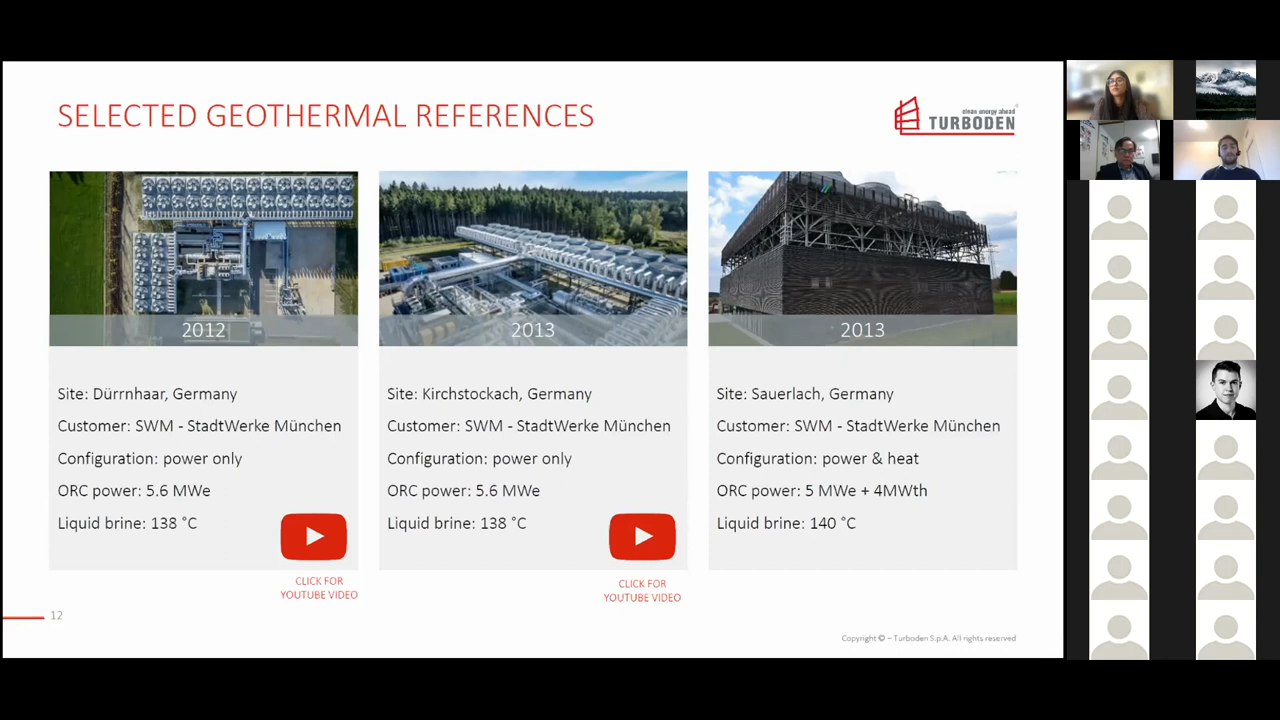 SELECTED GEOTHERMAL REFERENCES
clean energy ahead
TURBODEN
2012
Site: Dürrnhaar, Germany
Customer: SWM - StadtWerke München
Configuration: power only
ORC power: 5.6 MWe
Liquid brine: 138 °C
CLICK FOR
YOUTUBE VIDEO
2013
Site: Kirchstockach, Germany
Customer: SWM - StadtWerke München
Configuration: power only
ORC power: 5.6 MWe
Liquid brine: 138 °C
CLICK FOR
YOUTUBE VIDEO
2013
Site: Sauerlach, Germany
Customer: SWM - StadtWerke München
Configuration: power & heat
ORC power: 5 MWe + 4MWth
Liquid brine: 140 °C
12
Copyright © – Turboden S.p.A. All rights reserved